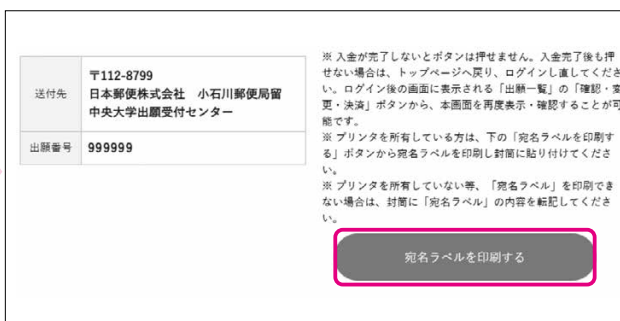 送付先
〒112-8799
日本郵便株式会社　小石川郵便局留
中央大学出願受付センター
出願番号
999999
※ 入金が完了しないとボタンは押せません。入金完了後も押
せない場合は、トップページへ戻り、ログインし直してくださ
い。ログイン後の画面に表示される「出願一覧」の「確認・変
更・決済」ボタンから、本画面を再度表示・確認することが可
能です。
※ プリンタを所有している方は、下の「宛名ラベルを印刷す
る」ボタンから宛名ラベルを印刷し封筒に貼り付けてくださ
い。
※ プリンタを所有していない等、「宛名ラベル」を印刷でき
ない場合は、封筒に「宛名ラベル」の内容を転記してくださ
い。
宛名ラベルを印刷する